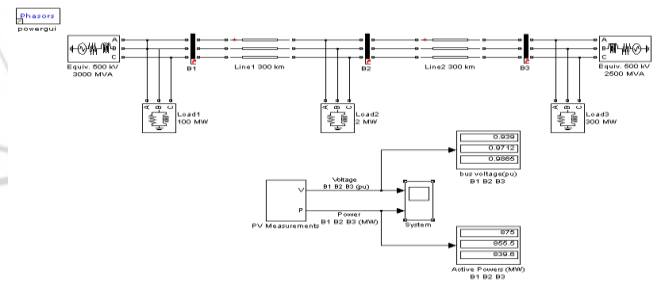 Phasors
powergui
A
B
C
Equiv. 500 kV
3000 MVA
B1
Line1 300 km
B2
Line2 300 km
B3
A
B
C
Equiv. 500 kV
2500 MVA
A B C
Load1
100 MW
A B C
Load2
2 MW
A B C
Load3
300 MW
0.939
0.9712
0.9865
bus voltage(pu)
B1 B2 B3
Voltage
B1 B2 B3 (pu)
V
P
Power
B1 B2 B3 (MW)
PV Measurements
System
875
855.5
839.6
Active Powers (MW)
B1 B2 B3